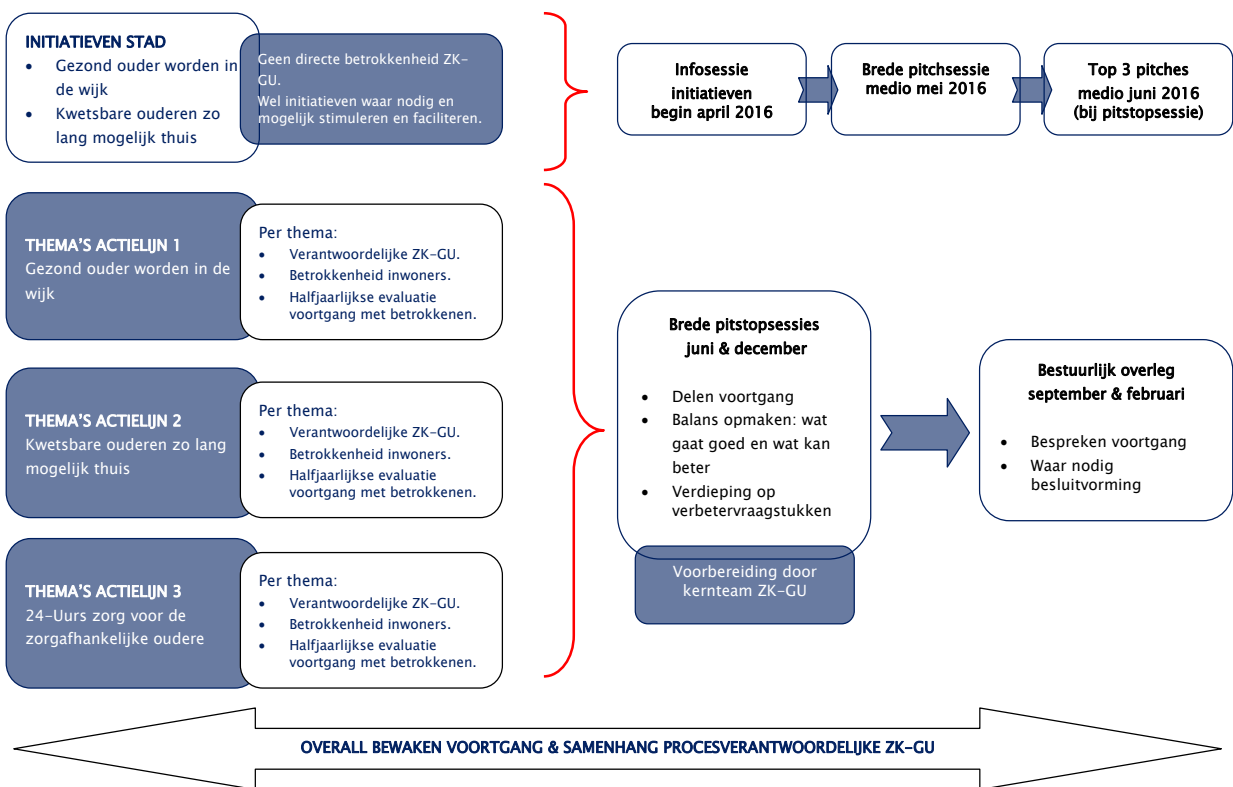 INITIATIEVEN STAD
• Gezond ouder worden in
de wijk
• Kwetsbare ouderen zo
lang mogelijk thuis
Geen directe betrokkenheid ZK-
GU.
Wel initiatieven waar nodig en
mogelijk stimuleren en faciliteren.
Infosessie
initiatieven
begin april 2016
Brede pitchsessie
medio mei 2016
Top 3 pitches
medio juni 2016
(bij pitstopsessie)
THEMA'S ACTIELIJN 1
Gezond ouder worden in de
wijk
Per thema:
• Verantwoordelijke ZK-GU.
• Betrokkenheid inwoners.
• Halfjaarlijkse evaluatie
voortgang met betrokkenen.
THEMA'S ACTIELIJN 2
Kwetsbare ouderen zo lang
mogelijk thuis
Per thema:
• Verantwoordelijke ZK-GU.
• Betrokkenheid inwoners.
• Halfjaarlijkse evaluatie
voortgang met betrokkenen.
THEMA'S ACTIELIJN 3
24-Uurs zorg voor de
zorgafhankelijke oudere
Per thema:
• Verantwoordelijke ZK-GU.
• Betrokkenheid inwoners.
• Halfjaarlijkse evaluatie
voortgang met betrokkenen.
Brede pitstopsessies
juni & december
• Delen voortgang
• Balans opmaken: wat
gaat goed en wat kan
beter
• Verdieping op
verbetervraagstukken
Voorbereiding door
kernteam ZK-GU
Bestuurlijk overleg
september & februari
• Bespreken voortgang
• Waar nodig
besluitvorming
OVERALL BEWAKEN VOORTGANG & SAMENHANG PROCESVERANTWOORDELIJKE ZK-GU